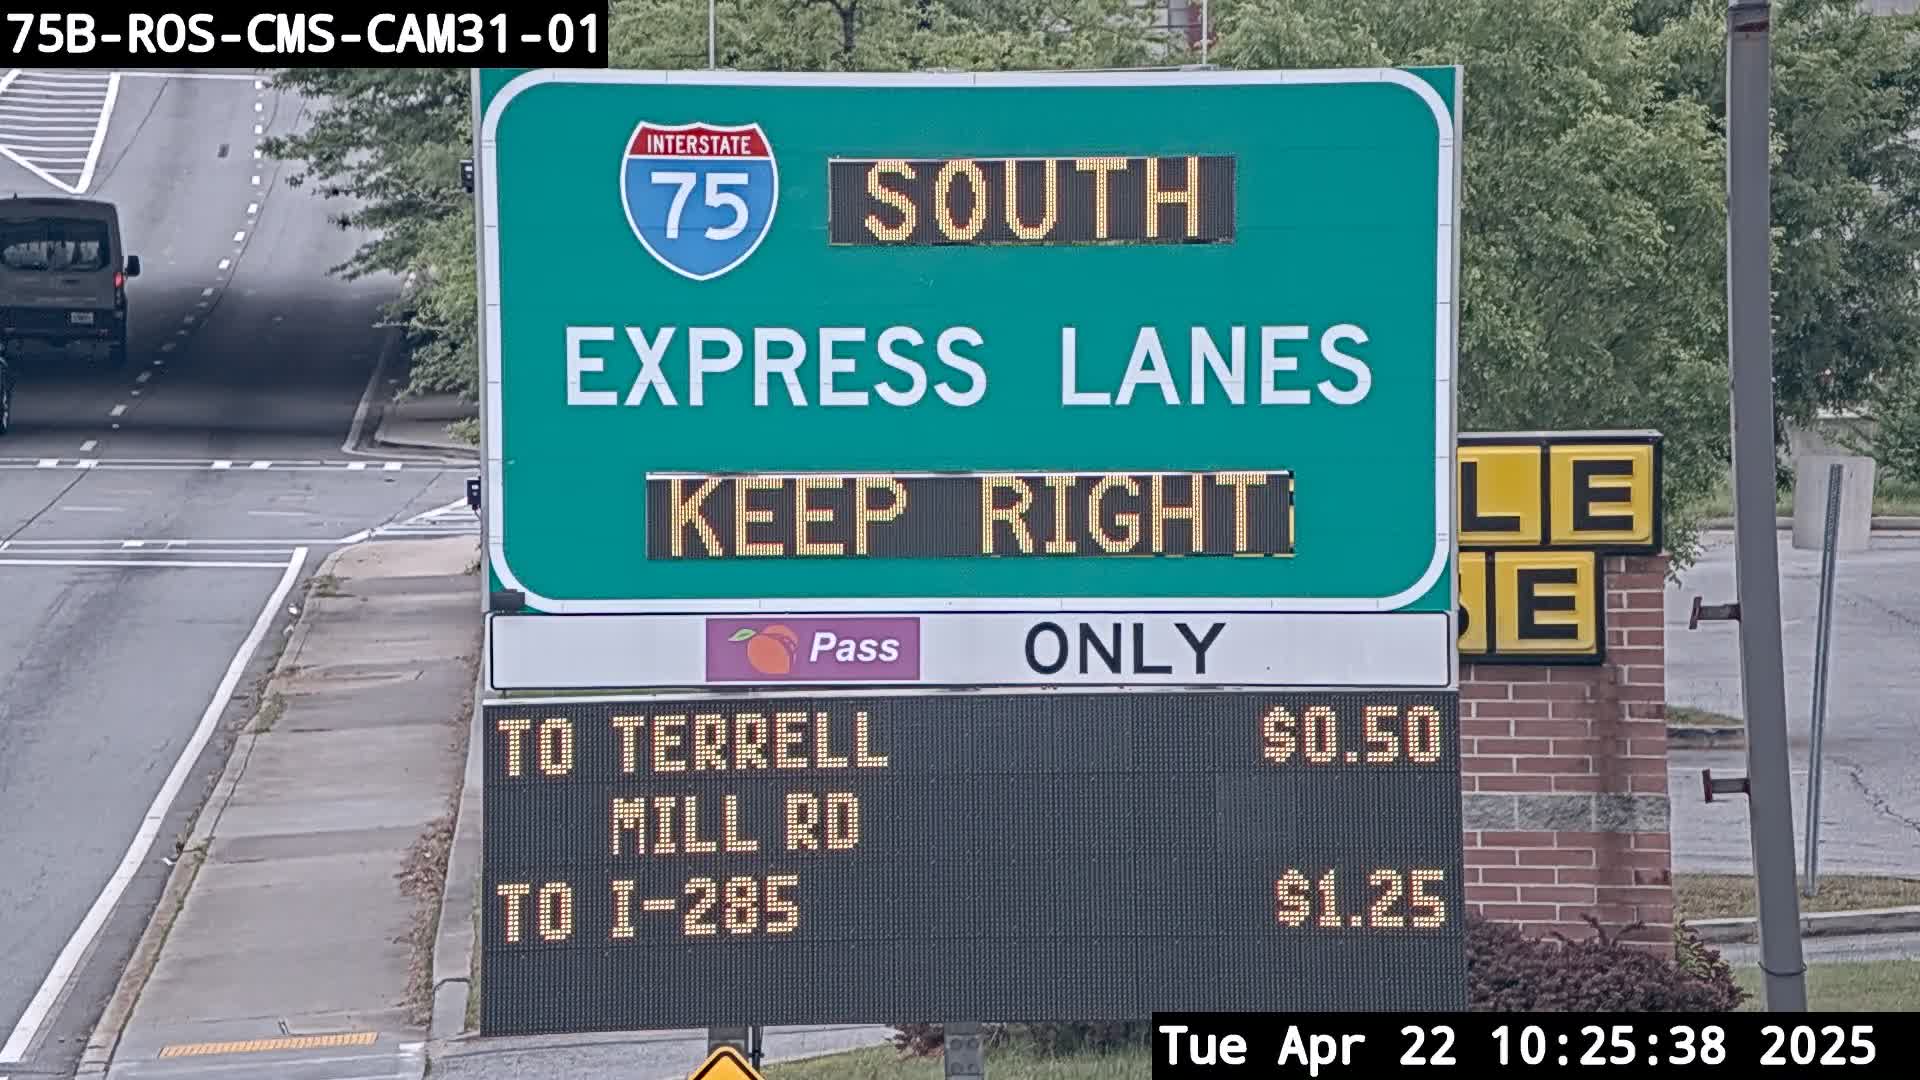 75B-ROS-CMS-CAM31-01
INTERSTATE
75
SOUTH
EXPRESS LANES
KEEP RIGHT
LE
E
Pass ONLY
TO TERRELL $0.50
MILL RD
TO I-285 $1.25
Tue Apr 22 10:25:38 2025